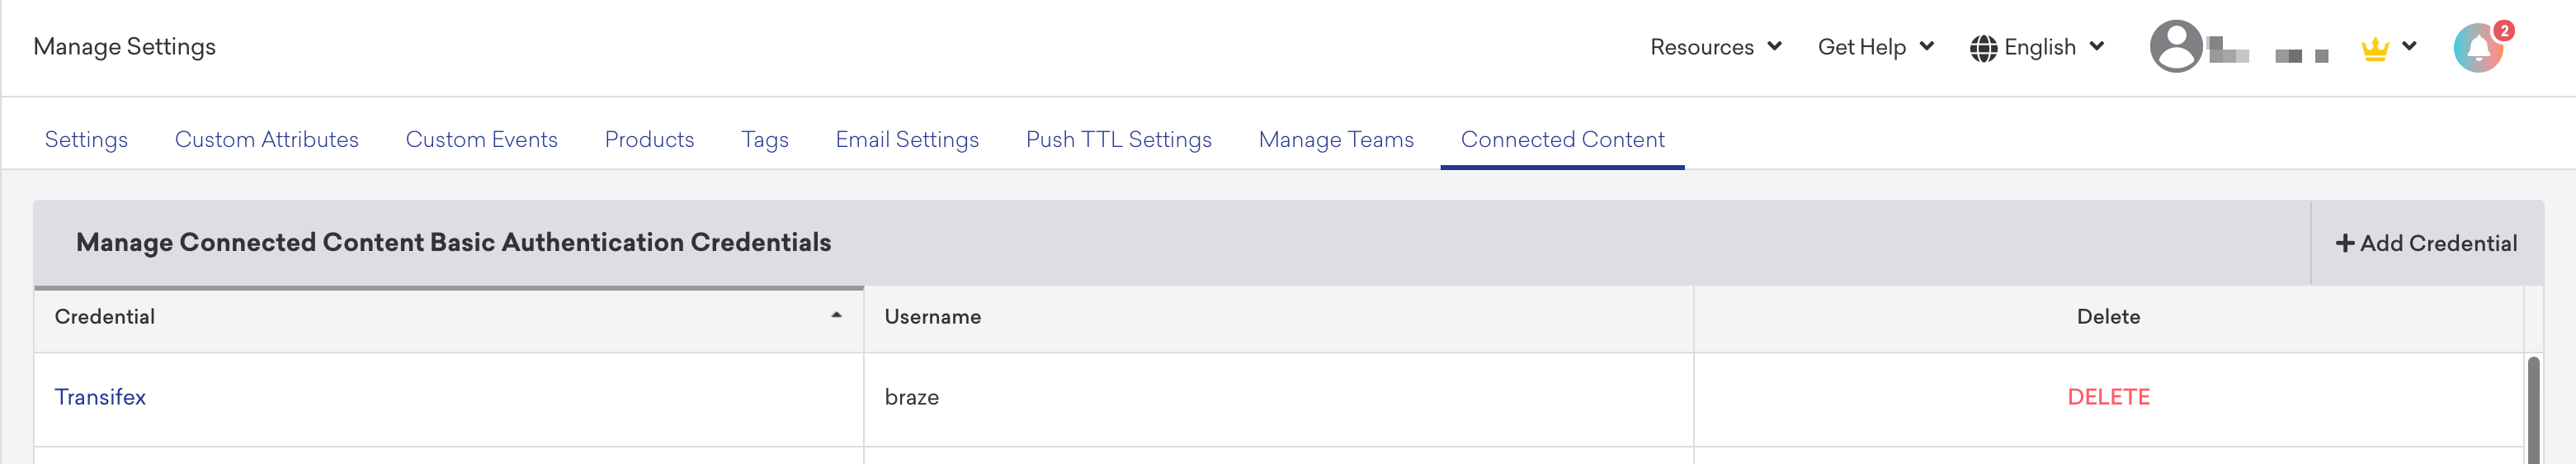 Manage Settings Resources Get Help English 2
Settings Custom Attributes Custom Events Products Tags Email Settings Push TTL Settings Manage Teams Connected Content
Manage Connected Content Basic Authentication Credentials + Add Credential
Credential Username Delete
Transifex braze DELETE